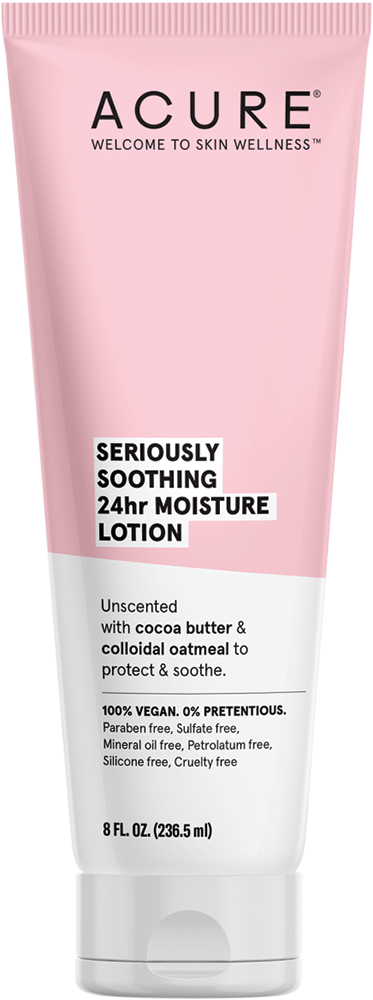 ACURE®
WELCOME TO SKIN WELLNESS™
SERIOUSLY
SOOTHING
24hr MOISTURE
LOTION
Unscented
with cocoa butter &
colloidal oatmeal to
protect & soothe.
100% VEGAN. 0% PRETENTIOUS.
Paraben free, Sulfate free,
Mineral oil free, Petrolatum free,
Silicone free, Cruelty free
8 FL. OZ. (236.5 ml)